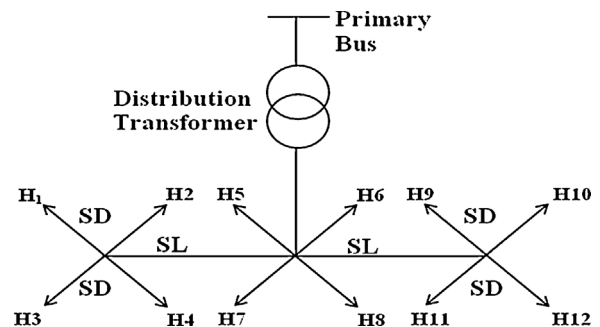 Primary
Bus
Distribution
Transformer
H1 SD H2 H5 H6 H9 SD H10
SL SL
H3 SD H4 H7 H8 H11 SD H12